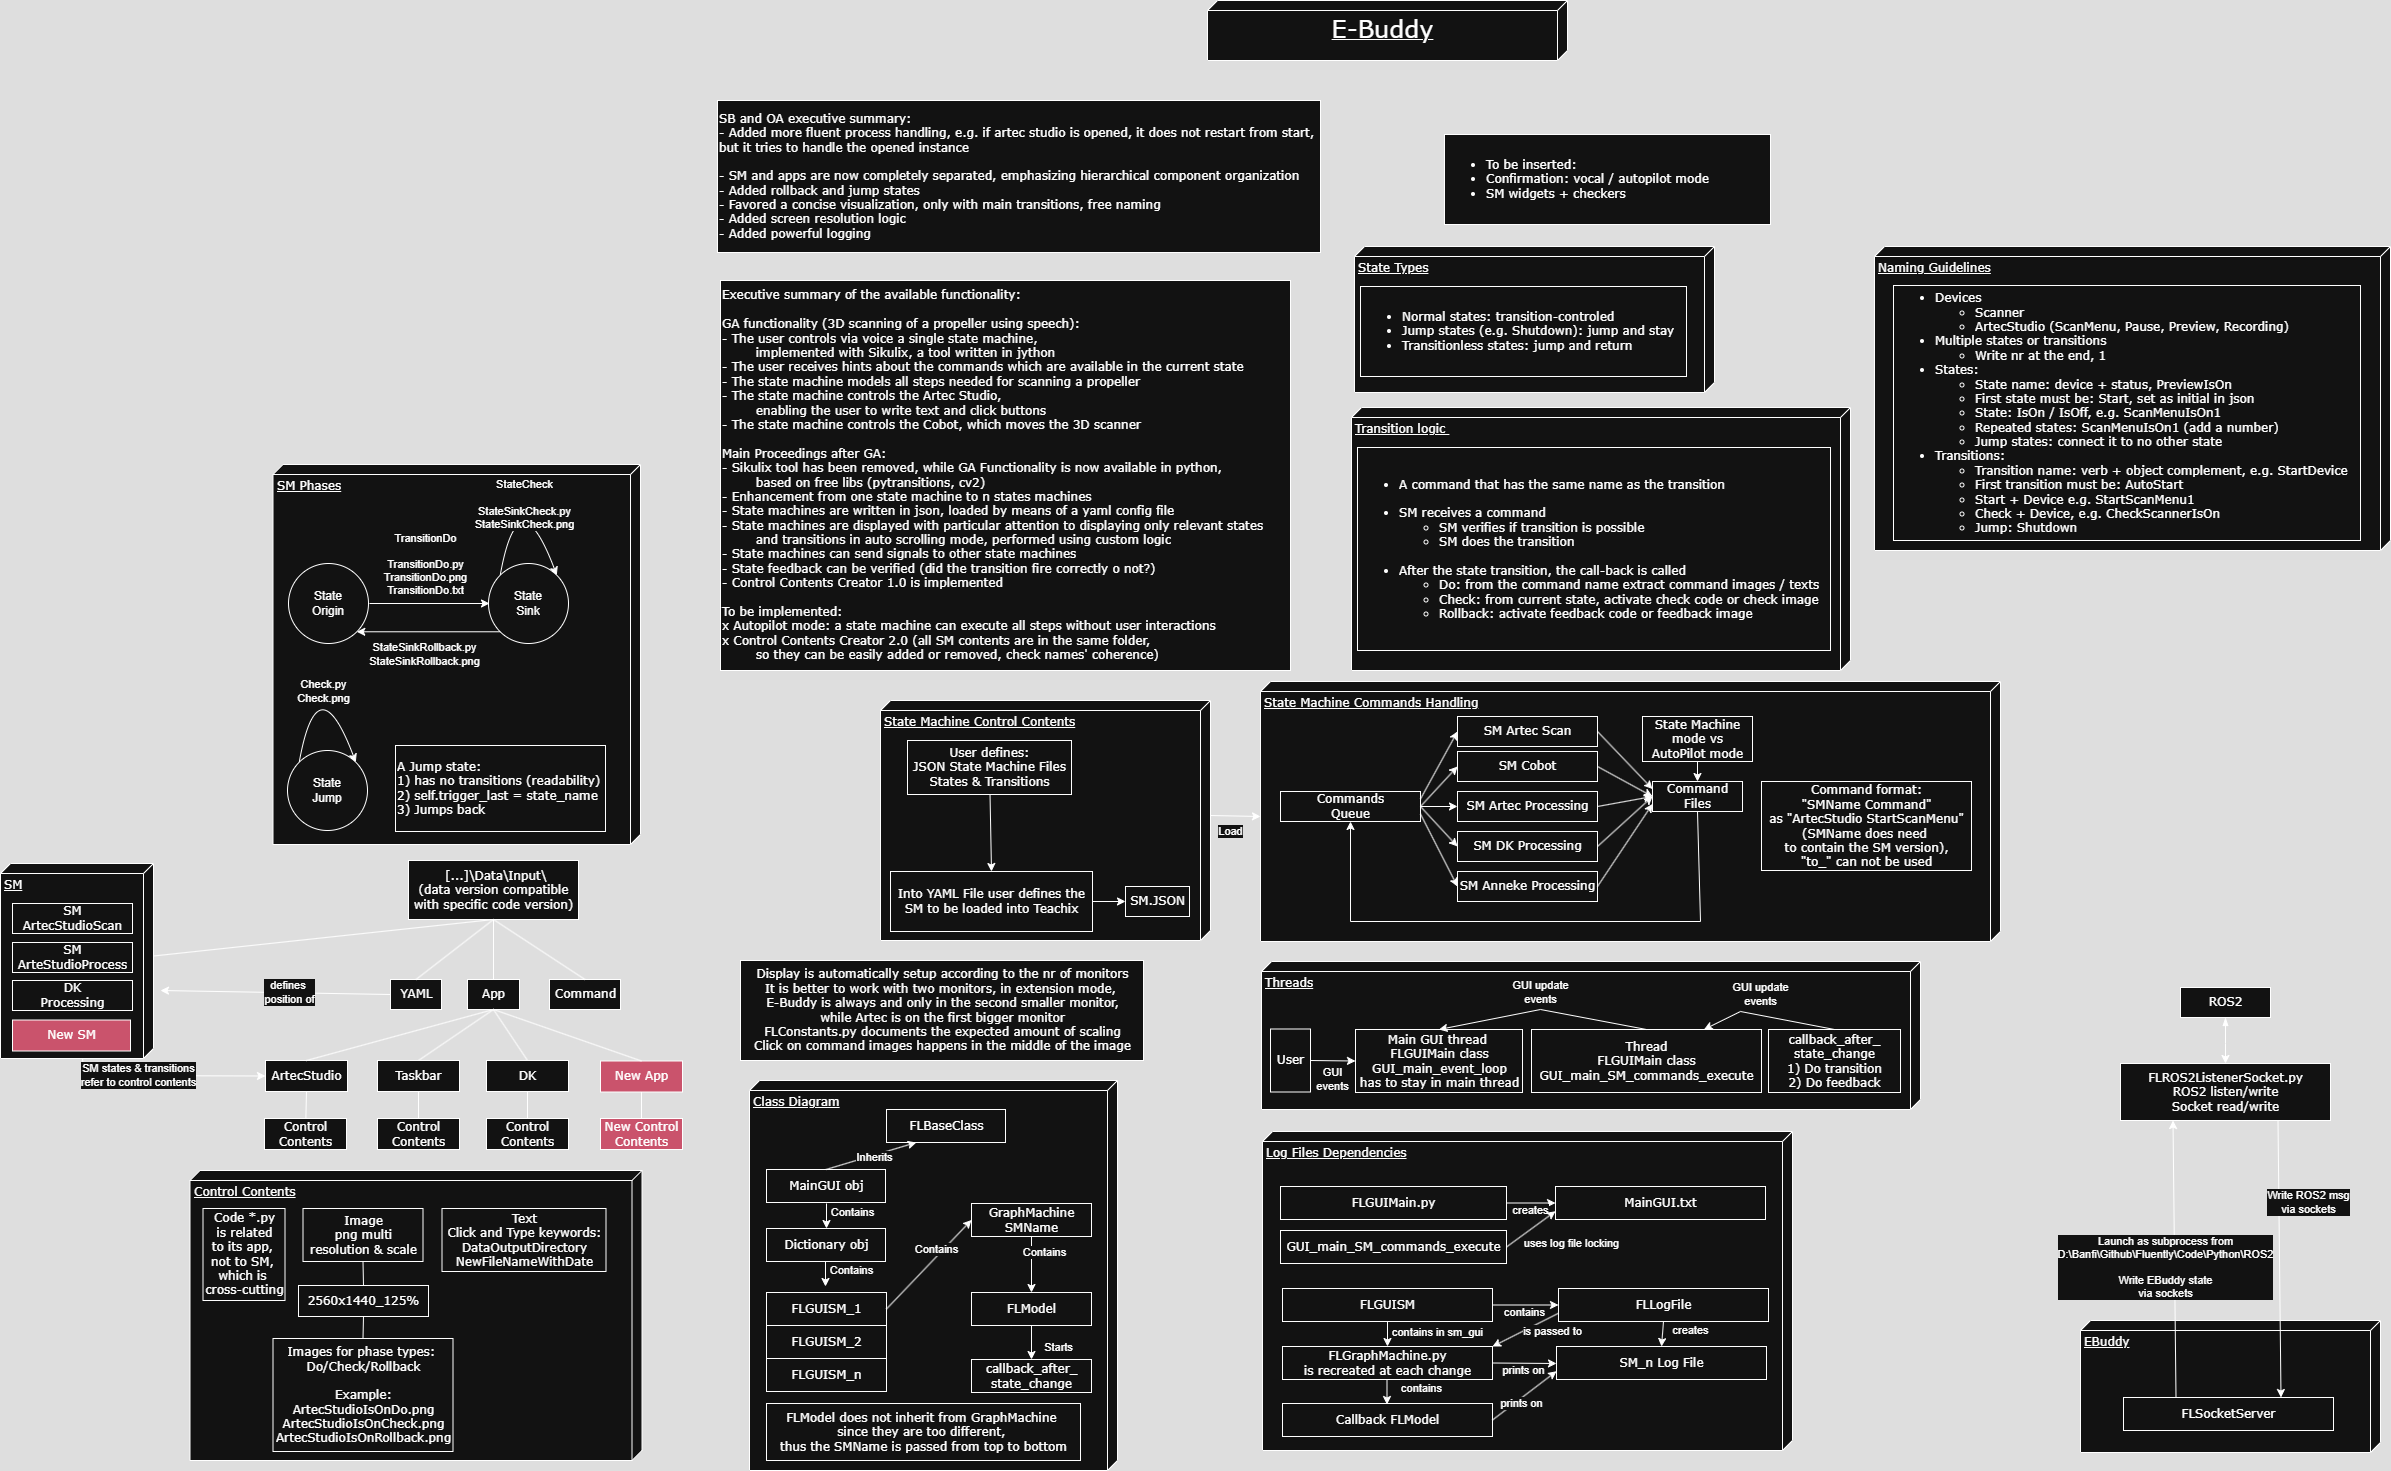 E-Buddy
SB and OA executive summary:
- Added more fluent process handling, e.g. if artec studio is opened, it does not restart from start,
but it tries to handle the opened instance
- SM and apps are now completely separated, emphasizing hierarchical component organization
- Added rollback and jump states
- Favored a concise visualization, only with main transitions, free naming
- Added screen resolution logic
- Added powerful logging
• To be inserted:
• Confirmation: vocal / autopilot mode
• SM widgets + checkers
Executive summary of the available functionality:
GA functionality (3D scanning of a propeller using speech):
- The user controls via voice a single state machine,
implemented with Sikulix, a tool written in jython
- The user receives hints about the commands which are available in the current state
- The state machine models all steps needed for scanning a propeller
- The state machine controls the Artec Studio,
enabling the user to write text and click buttons
- The state machine controls the Cobot, which moves the 3D scanner
Main Proceedings after GA:
- Sikulix tool has been removed, while GA Functionality is now available in python,
based on free libs (pytransitions, cv2)
- Enhancement from one state machine to n states machines
- State machines are written in json, loaded by means of a yaml config file
- State machines are displayed with particular attention to displaying only relevant states
and transitions in auto scrolling mode, performed using custom logic
- State machines can send signals to other state machines
- State feedback can be verified (did the transition fire correctly o not?)
- Control Contents Creator 1.0 is implemented
To be implemented:
x Autopilot mode: a state machine can execute all steps without user interactions
x Control Contents Creator 2.0 (all SM contents are in the same folder,
so they can be easily added or removed, check names' coherence)
State Types
• Normal states: transition-controled
• Jump states (e.g. Shutdown): jump and stay
• Transitionless states: jump and return
Naming Guidelines
• Devices
◦ Scanner
◦ ArtecStudio (ScanMenu, Pause, Preview, Recording)
• Multiple states or transitions
◦ Write nr at the end, 1
• States:
◦ State name: device + status, PreviewIsOn
◦ First state must be: Start, set as initial in json
◦ State: IsOn / IsOff, e.g. ScanMenuIsOn1
◦ Repeated states: ScanMenuIsOn1 (add a number)
◦ Jump states: connect it to no other state
• Transitions:
◦ Transition name: verb + object complement, e.g. StartDevice
◦ First transition must be: AutoStart
◦ Start + Device e.g. StartScanMenu1
◦ Check + Device, e.g. CheckScannerIsOn
◦ Jump: Shutdown
Transition logic
• A command that has the same name as the transition
• SM receives a command
◦ SM verifies if transition is possible
◦ SM does the transition
• After the state transition, the call-back is called
◦ Do: from the command name extract command images / texts
◦ Check: from current state, activate check code or check image
◦ Rollback: activate feedback code or feedback image
SM Phases
StateCheck
StateSinkCheck.py
StateSinkCheck.png
TransitionDo
TransitionDo.py
TransitionDo.png
TransitionDo.txt
State
Origin
State
Sink
StateSinkRollback.py
StateSinkRollback.png
Check.py
Check.png
State
Jump
A Jump state:
1) has no transitions (readability)
2) self.trigger_last = state_name
3) Jumps back
State Machine Control Contents
User defines:
JSON State Machine Files
States & Transitions
Into YAML File user defines the
SM to be loaded into Teachix
SM.JSON
Load
State Machine Commands Handling
Commands
Queue
SM Artec Scan
SM Cobot
SM Artec Processing
SM DK Processing
SM Anneke Processing
State Machine
mode vs
AutoPilot mode
Command
Files
Command format:
"SMName Command"
as "ArtecStudio StartScanMenu"
(SMName does need
to contain the SM version),
"to_" can not be used
SM
SM
ArtecStudioScan
SM
ArteStudioProcess
DK
Processing
New SM
[...]\Data\Input\
(data version compatible
with specific code version)
defines
position of
YAML
App
Command
SM states & transitions
refer to control contents
ArtecStudio
Taskbar
DK
New App
Control
Contents
Control
Contents
Control
Contents
New Control
Contents
Display is automatically setup according to the nr of monitors
It is better to work with two monitors, in extension mode,
E-Buddy is always and only in the second smaller monitor,
while Artec is on the first bigger monitor
FLConstants.py documents the expected amount of scaling
Click on command images happens in the middle of the image
Threads
GUI update
events
GUI update
events
User
GUI
events
Main GUI thread
FLGUIMain class
GUI_main_event_loop
has to stay in main thread
Thread
FLGUIMain class
GUI_main_SM_commands_execute
callback_after_
state_change
1) Do transition
2) Do feedback
ROS2
FLROS2ListenerSocket.py
ROS2 listen/write
Socket read/write
Write ROS2 msg
via sockets
Launch as subprocess from
D:\Banfi\Github\Fluently\Code\Python\ROS2
Write EBuddy state
via sockets
EBuddy
FLSocketServer
Control Contents
Code *.py
is related
to its app,
not to SM,
which is
cross-cutting
Image
png multi
resolution & scale
Text
Click and Type keywords:
DataOutputDirectory
NewFileNameWithDate
2560x1440_125%
Images for phase types:
Do/Check/Rollback
Example:
ArtecStudioIsOnDo.png
ArtecStudioIsOnCheck.png
ArtecStudioIsOnRollback.png
Class Diagram
FLBaseClass
Inherits
MainGUI obj
Contains
Dictionary obj
Contains
FLGUISM_1
FLGUISM_2
FLGUISM_n
Contains
GraphMachine
SMName
Contains
FLModel
Starts
callback_after_
state_change
FLModel does not inherit from GraphMachine
since they are too different,
thus the SMName is passed from top to bottom
Log Files Dependencies
FLGUIMain.py
creates
MainGUI.txt
GUI_main_SM_commands_execute
uses log file locking
FLGUISM
contains
FLLogFile
contains in sm_gui
is passed to
creates
FLGraphMachine.py
is recreated at each change
prints on
SM_n Log File
contains
Callback FLModel
prints on